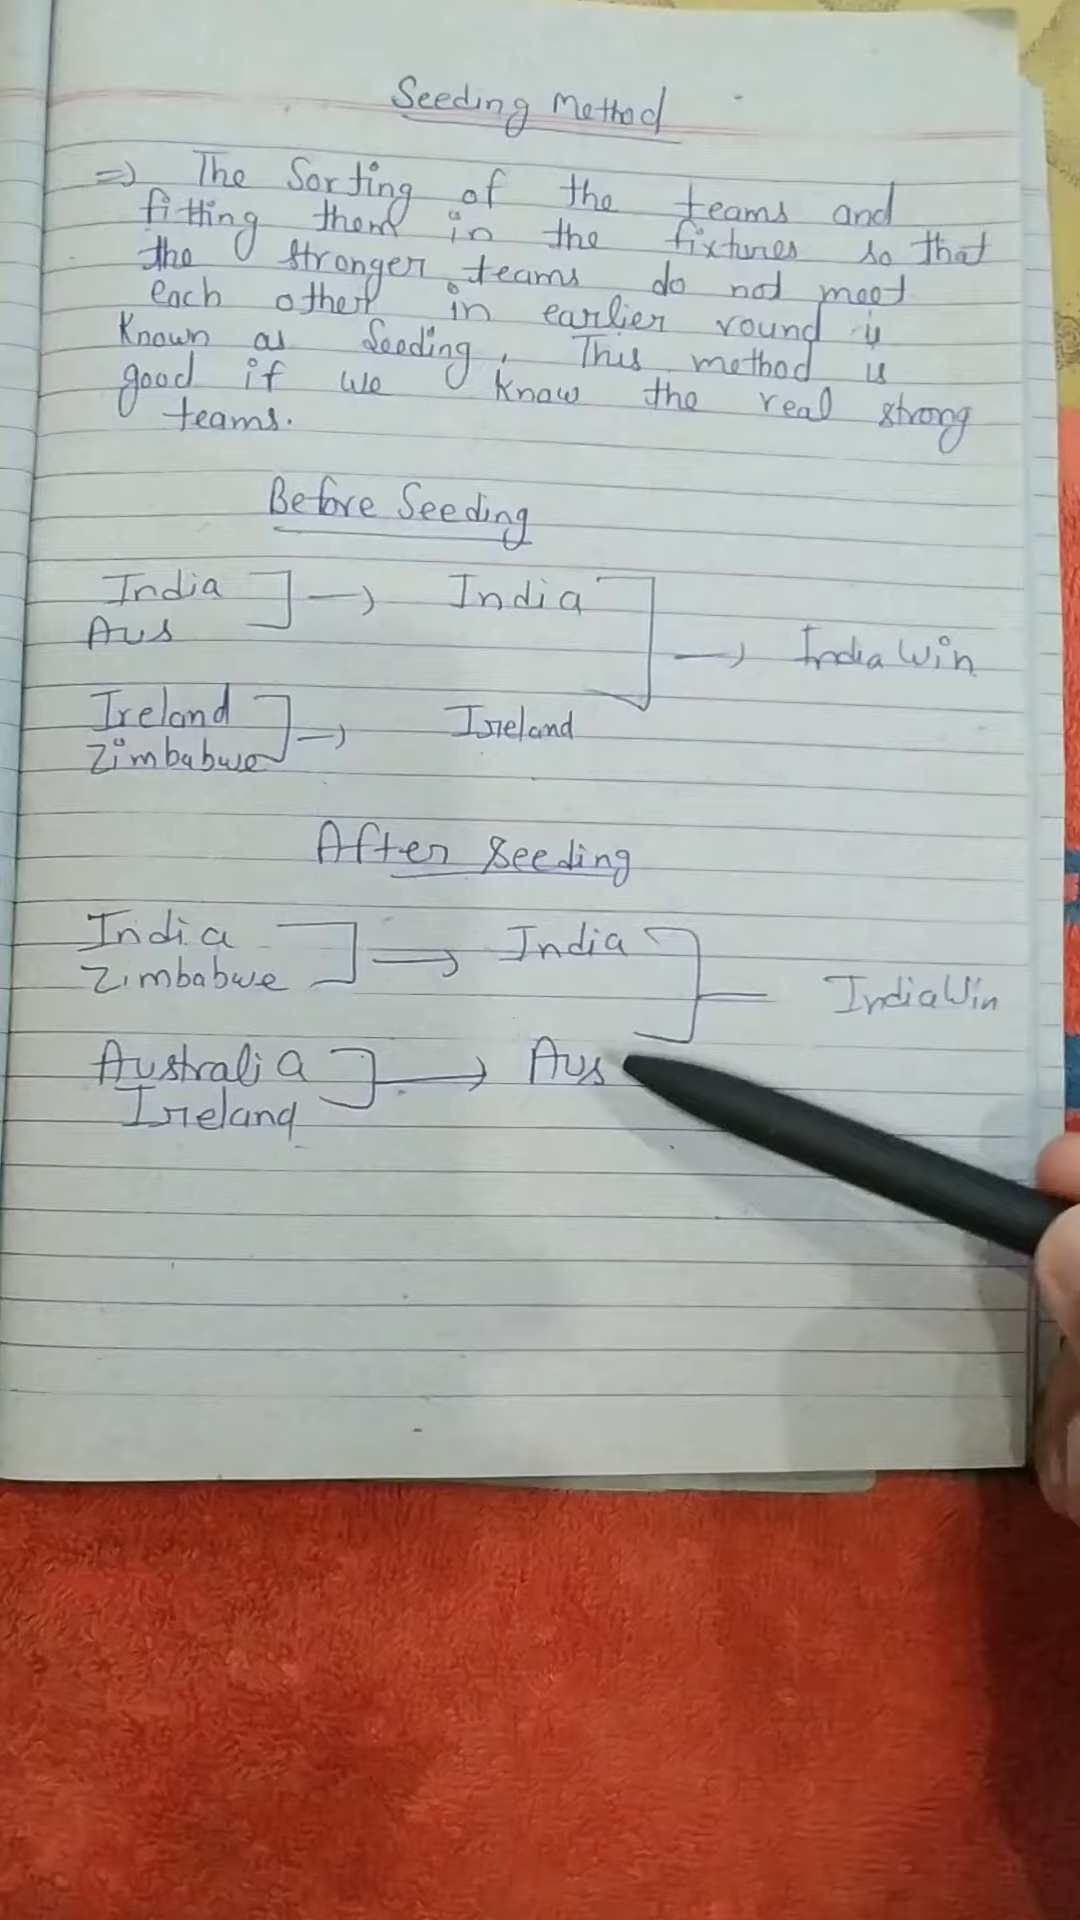 Seeding Method
=) The Sorting of the teams and
fitting them in the fixtures so that
the stronger teams do not meet
each other in earlier round is
Known as Seeding. This method is
good if we know the real strong
teams.
Before Seeding
India → India
Aus
→ India Win
Ireland → Ireland
Zimbabwe
After Seeding
India → India
Zimbabwe
India Win
Australia → Aus
Ireland